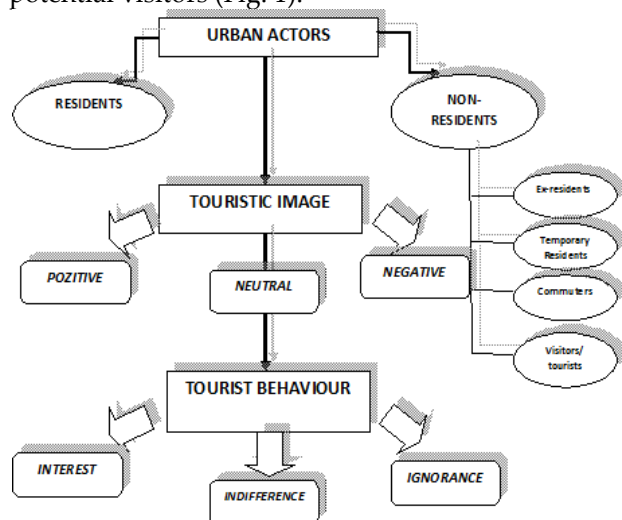 potential visitors (Fig. 1).
URBAN ACTORS
RESIDENTS
NON-
RESIDENTS
Ex-residents
TOURISTIC IMAGE
Temporary
Residents
POZITIVE
NEUTRAL
NEGATIVE
Commuters
Visitors/
tourists
TOURIST BEHAVIOUR
INTEREST
INDIFFERENCE
IGNORANCE